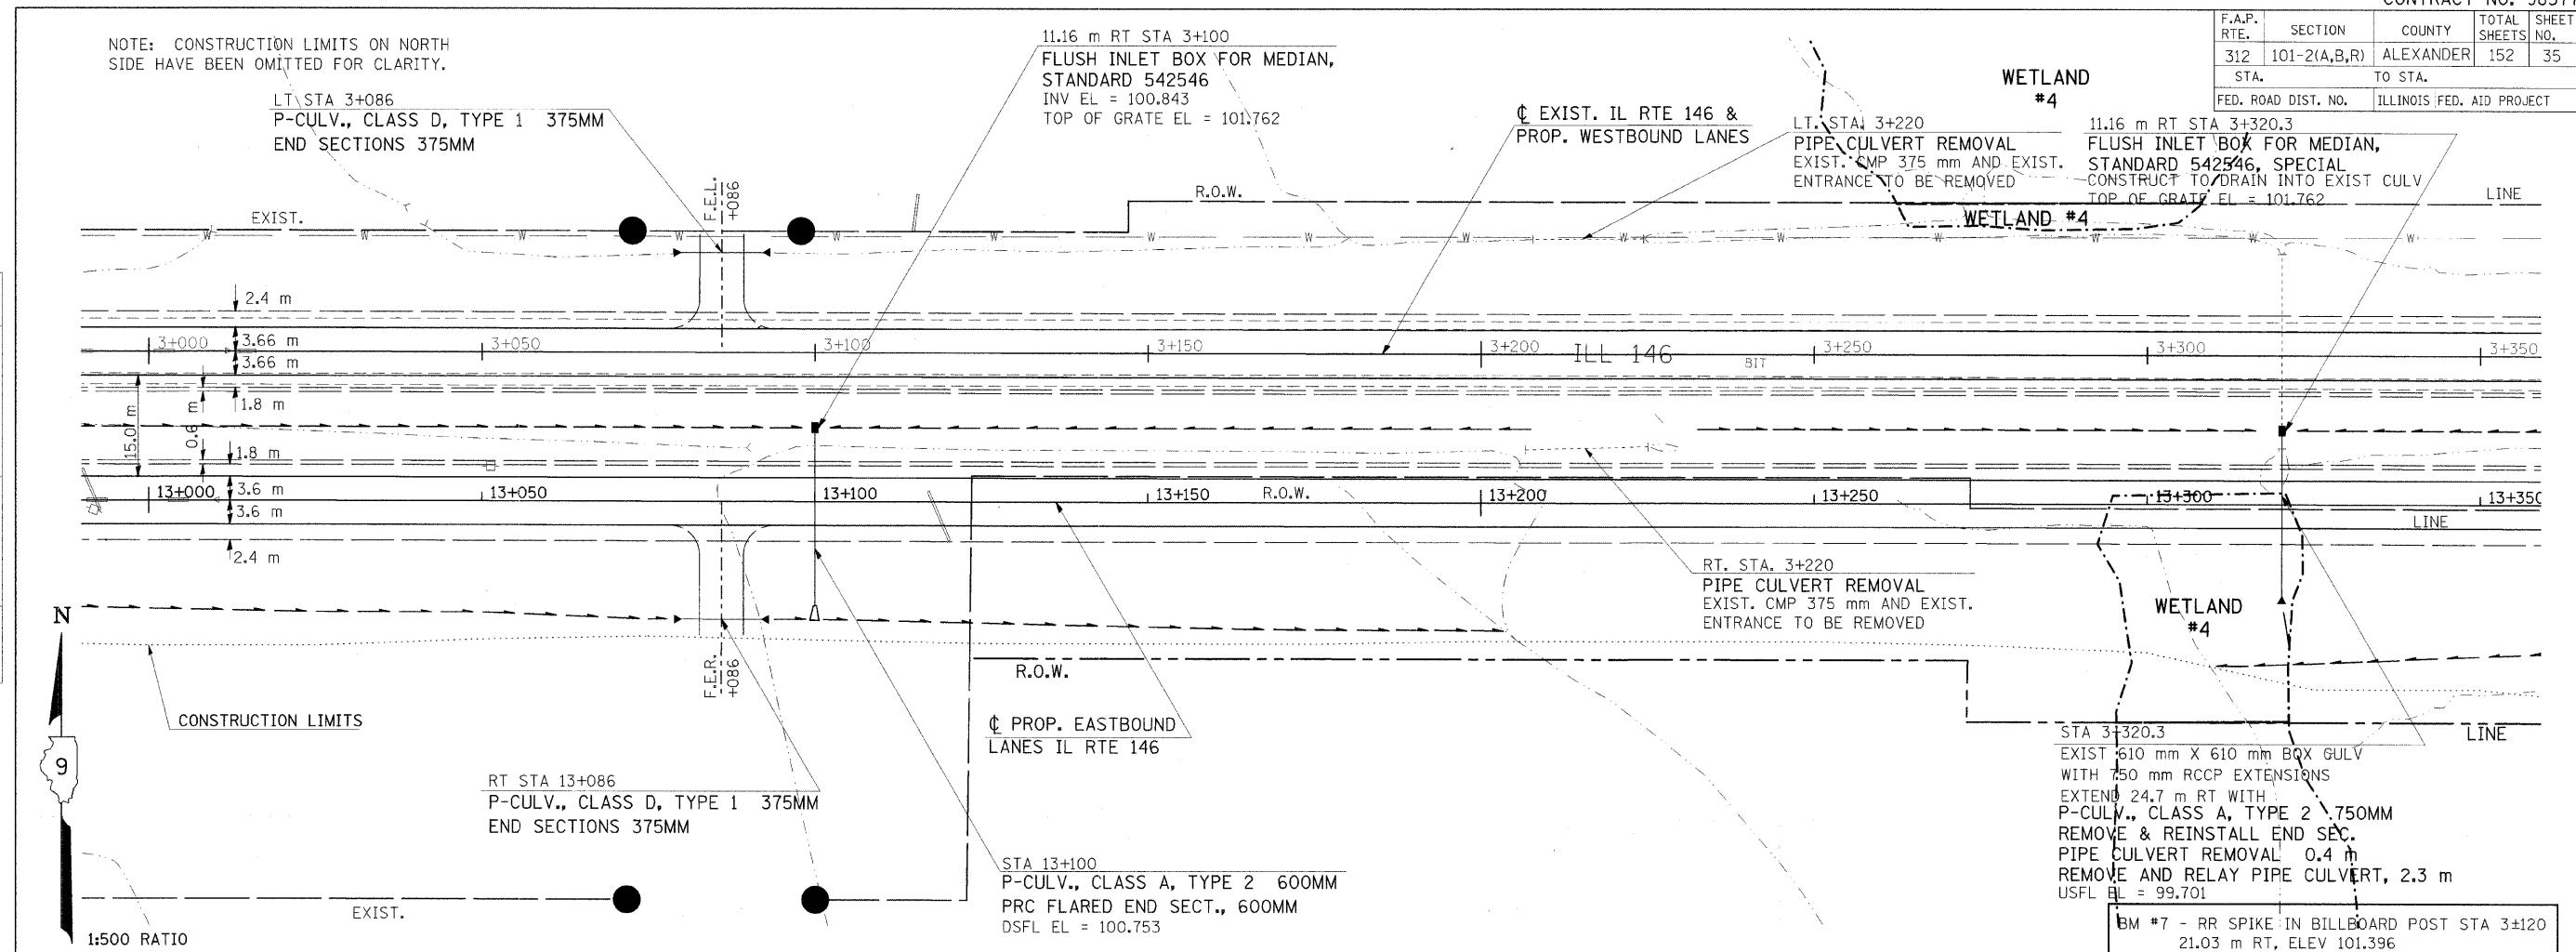 F.A.P. RTE. SECTION COUNTY TOTAL SHEETS SHEET NO.
312 101-2(A,B,R) ALEXANDER 152 35
STA. TO STA.
FED. ROAD DIST. NO. ILLINOIS FED. AID PROJECT
NOTE: CONSTRUCTION LIMITS ON NORTH
SIDE HAVE BEEN OMITTED FOR CLARITY.
LT STA 3+086
P-CULV., CLASS D, TYPE 1 375MM
END SECTIONS 375MM
11.16 m RT STA 3+100
FLUSH INLET BOX FOR MEDIAN,
STANDARD 542546
INV EL = 100.843
TOP OF GRATE EL = 101.762
℄ EXIST. IL RTE 146 &
PROP. WESTBOUND LANES
WETLAND
#4
LT. STA. 3+220
PIPE CULVERT REMOVAL
EXIST. CMP 375 mm AND EXIST.
ENTRANCE TO BE REMOVED
11.16 m RT STA 3+320.3
FLUSH INLET BOX FOR MEDIAN,
STANDARD 542546, SPECIAL
CONSTRUCT TO DRAIN INTO EXIST CULV
TOP OF GRATE EL = 101.762
EXIST.
F.E.L.
+086
R.O.W.
LINE
WETLAND #4
W W W W W W W W W W W W W W
2.4 m
3.66 m
3.66 m
3+000 3+050 3+100 3+150 3+200 ILL 146 3+250 3+300 3+350
BIT
15.0 m
0.6 m
1.8 m
1.8 m
3.6 m
3.6 m
2.4 m
13+000 13+050 13+100 13+150 R.O.W. 13+200 13+250 13+300 13+350
LINE
RT. STA. 3+220
PIPE CULVERT REMOVAL
EXIST. CMP 375 mm AND EXIST.
ENTRANCE TO BE REMOVED
WETLAND
#4
N
9
F.E.R.
+086
R.O.W.
CONSTRUCTION LIMITS
℄ PROP. EASTBOUND
LANES IL RTE 146
RT STA 13+086
P-CULV., CLASS D, TYPE 1 375MM
END SECTIONS 375MM
LINE
STA 3+320.3
EXIST 610 mm X 610 mm BOX CULV
WITH 750 mm RCCP EXTENSIONS
EXTEND 24.7 m RT WITH
P-CULV., CLASS A, TYPE 2 750MM
REMOVE & REINSTALL END SEC.
PIPE CULVERT REMOVAL 0.4 m
REMOVE AND RELAY PIPE CULVERT, 2.3 m
USFL EL = 99.701
STA 13+100
P-CULV., CLASS A, TYPE 2 600MM
PRC FLARED END SECT., 600MM
DSFL EL = 100.753
EXIST.
1:500 RATIO
BM #7 - RR SPIKE IN BILLBOARD POST STA 3+120
21.03 m RT, ELEV 101.396